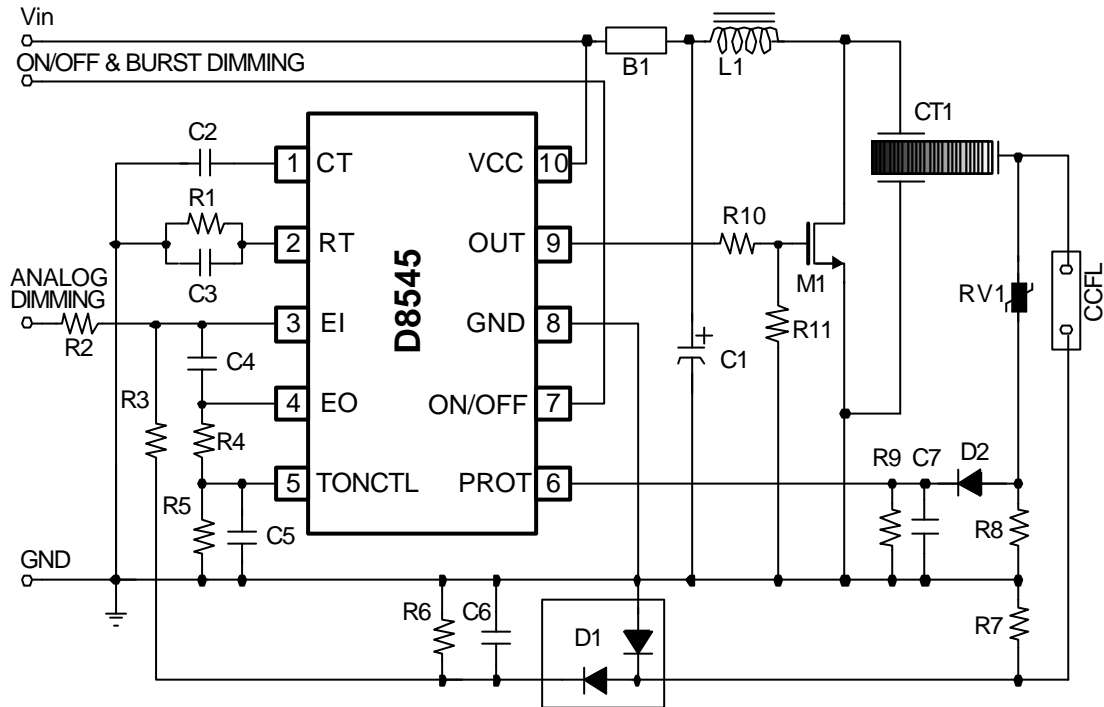 Vin
ON/OFF & BURST DIMMING
B1
L1
CT1
C2
1 CT
VCC 10
R1
R10
2 RT
OUT 9
C3
M1
ANALOG
DIMMING
D8545
RV1
CCFL
R2
3 EI
GND 8
R11
C4
C1
+
R3
4 EO
ON/OFF 7
R4
R9
C7
D2
5 TONCTL
PROT 6
R5
C5
R8
GND
R6
C6
D1
R7